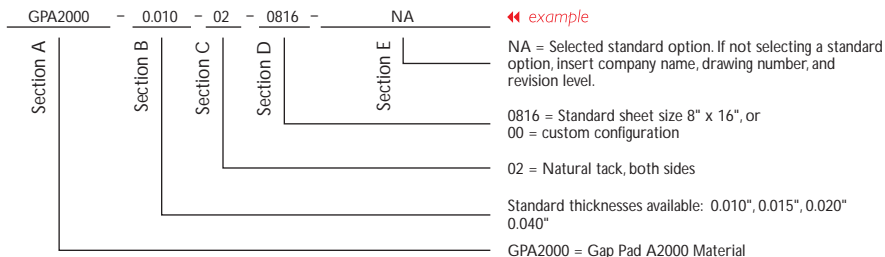 GPA2000 – 0.010 – 02 – 0816 – NA
example
Section A
Section B
Section C
Section D
Section E
NA = Selected standard option. If not selecting a standard
option, insert company name, drawing number, and
revision level.
0816 = Standard sheet size 8" x 16", or
00 = custom configuration
02 = Natural tack, both sides
Standard thicknesses available: 0.010", 0.015", 0.020"
0.040"
GPA2000 = Gap Pad A2000 Material